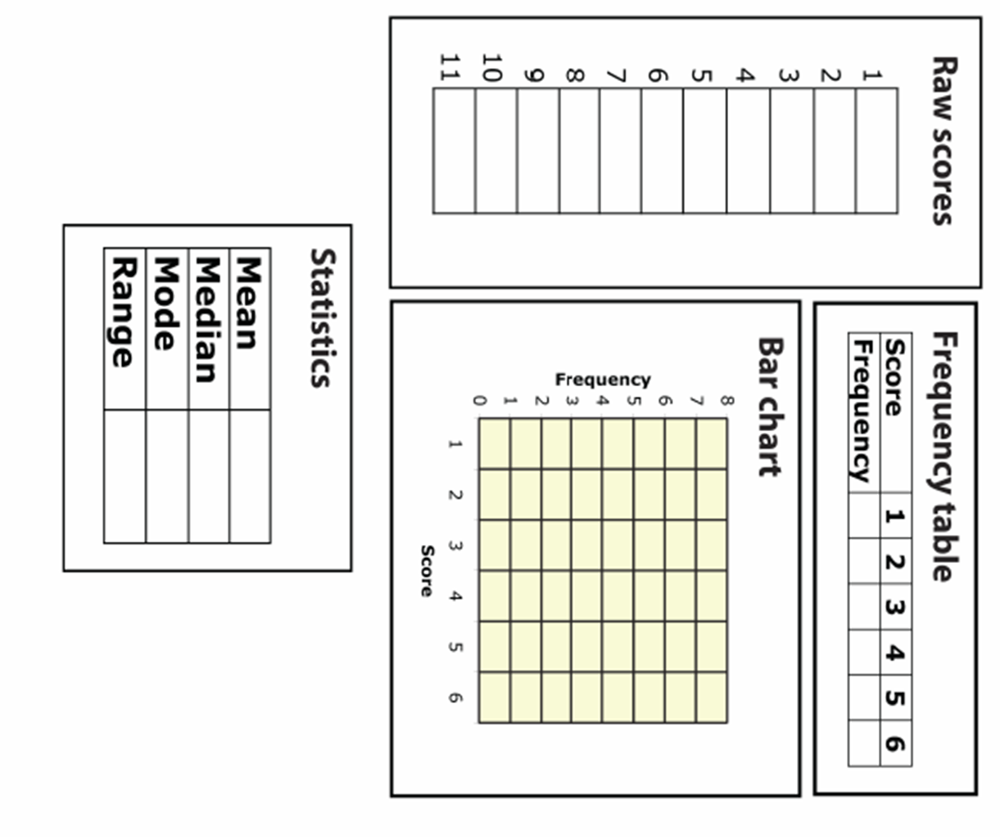 Raw scores
1
2
3
4
5
6
7
8
9
10
11
Frequency table
Score 1 2 3 4 5 6
Frequency
Bar chart
8
7
6
5
4
3
2
1
0
Frequency
1 2 3 4 5 6
Score
Statistics
Mean
Median
Mode
Range